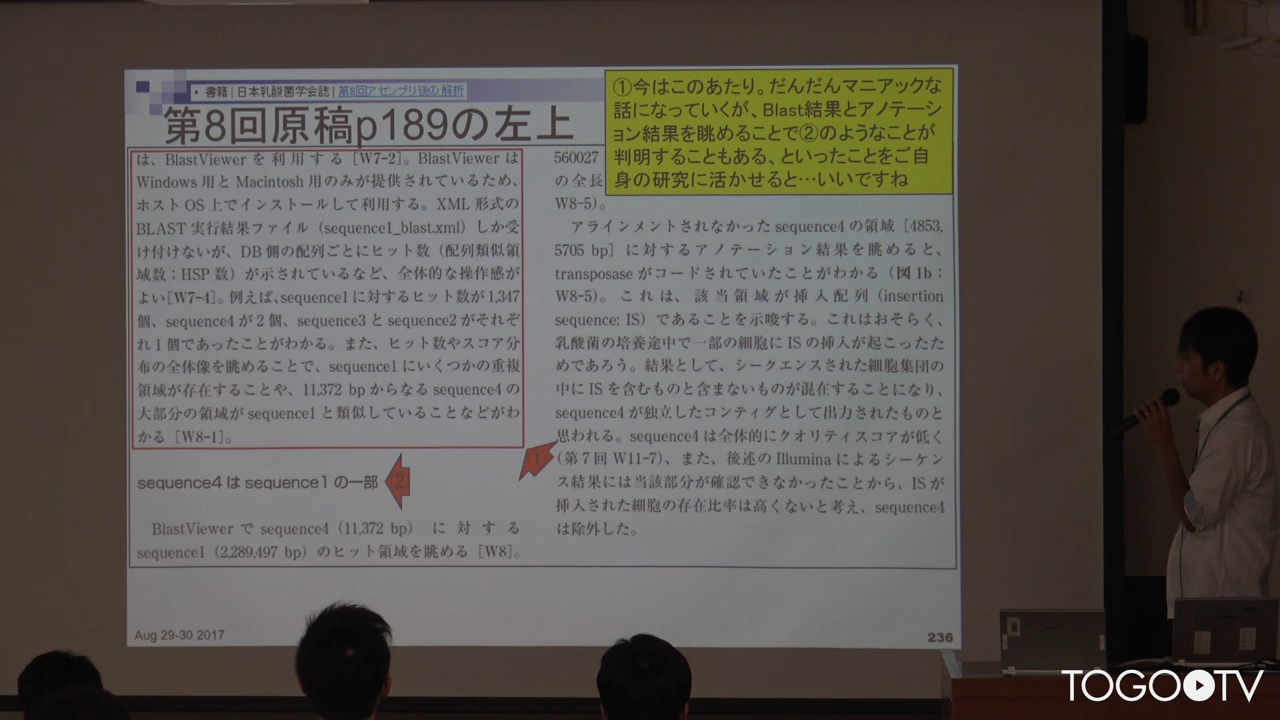 ・書籍 | 日本乳酸菌学会誌 | 第8回アセンブリ後の解析
第8回原稿p189の左上
①今はこのあたり。だんだんマニアックな
話になっていくが、Blast結果とアノテーシ
ョン結果を眺めることで②のようなことが
判明することもある、といったことをご自
身の研究に活かせると…いいですね
は、BlastViewer を利用する [W7-2]。BlastViewer は
Windows 用と Macintosh 用のみが提供されているため、
ホスト OS 上でインストールして利用する。XML 形式の
BLAST 実行結果ファイル (sequence1_blast.xml) しか受
け付けないが、DB 側の配列ごとにヒット数（配列類似領
域数：HSP 数）が示されているなど、全体的な操作感が
よい [W7-4]。例えば、sequence1 に対するヒット数が 1,347
個、sequence4 が 2 個、sequence3 と sequence2 がそれぞ
れ 1 個であったことがわかる。また、ヒット数やスコア分
布の全体像を眺めることで、sequence1 にいくつかの重複
領域が存在することや、11,372 bp からなる sequence4 の
大部分の領域が sequence1 と類似していることなどがわ
かる [W8-1]。
sequence4 は sequence1 の一部
②
BlastViewer で sequence4 (11,372 bp) に対する
sequence1 (2,289,497 bp) のヒット領域を眺める [W8]。
560027
の全長
W8-5)。
アラインメントされなかった sequence4 の領域 [4853,
5705 bp] に対するアノテーション結果を眺めると、
transposase がコードされていたことがわかる（図 1b：
W8-5)。これは、該当領域が挿入配列 (insertion
sequence; IS) であることを示唆する。これはおそらく、
乳酸菌の培養途中で一部の細胞に IS の挿入が起こったた
めであろう。結果として、シークエンスされた細胞集団の
中に IS を含むものと含まないものが混在することになり、
sequence4 が独立したコンティグとして出力されたものと
思われる。sequence4 は全体的にクオリティスコアが低く
①
(第 7 回 W11-7)、また、後述の Illumina によるシーケン
ス結果には当該部分が確認できなかったことから、IS が
挿入された細胞の存在比率は高くないと考え、sequence4
は除外した。
Aug 29-30 2017
236
TOGOTV